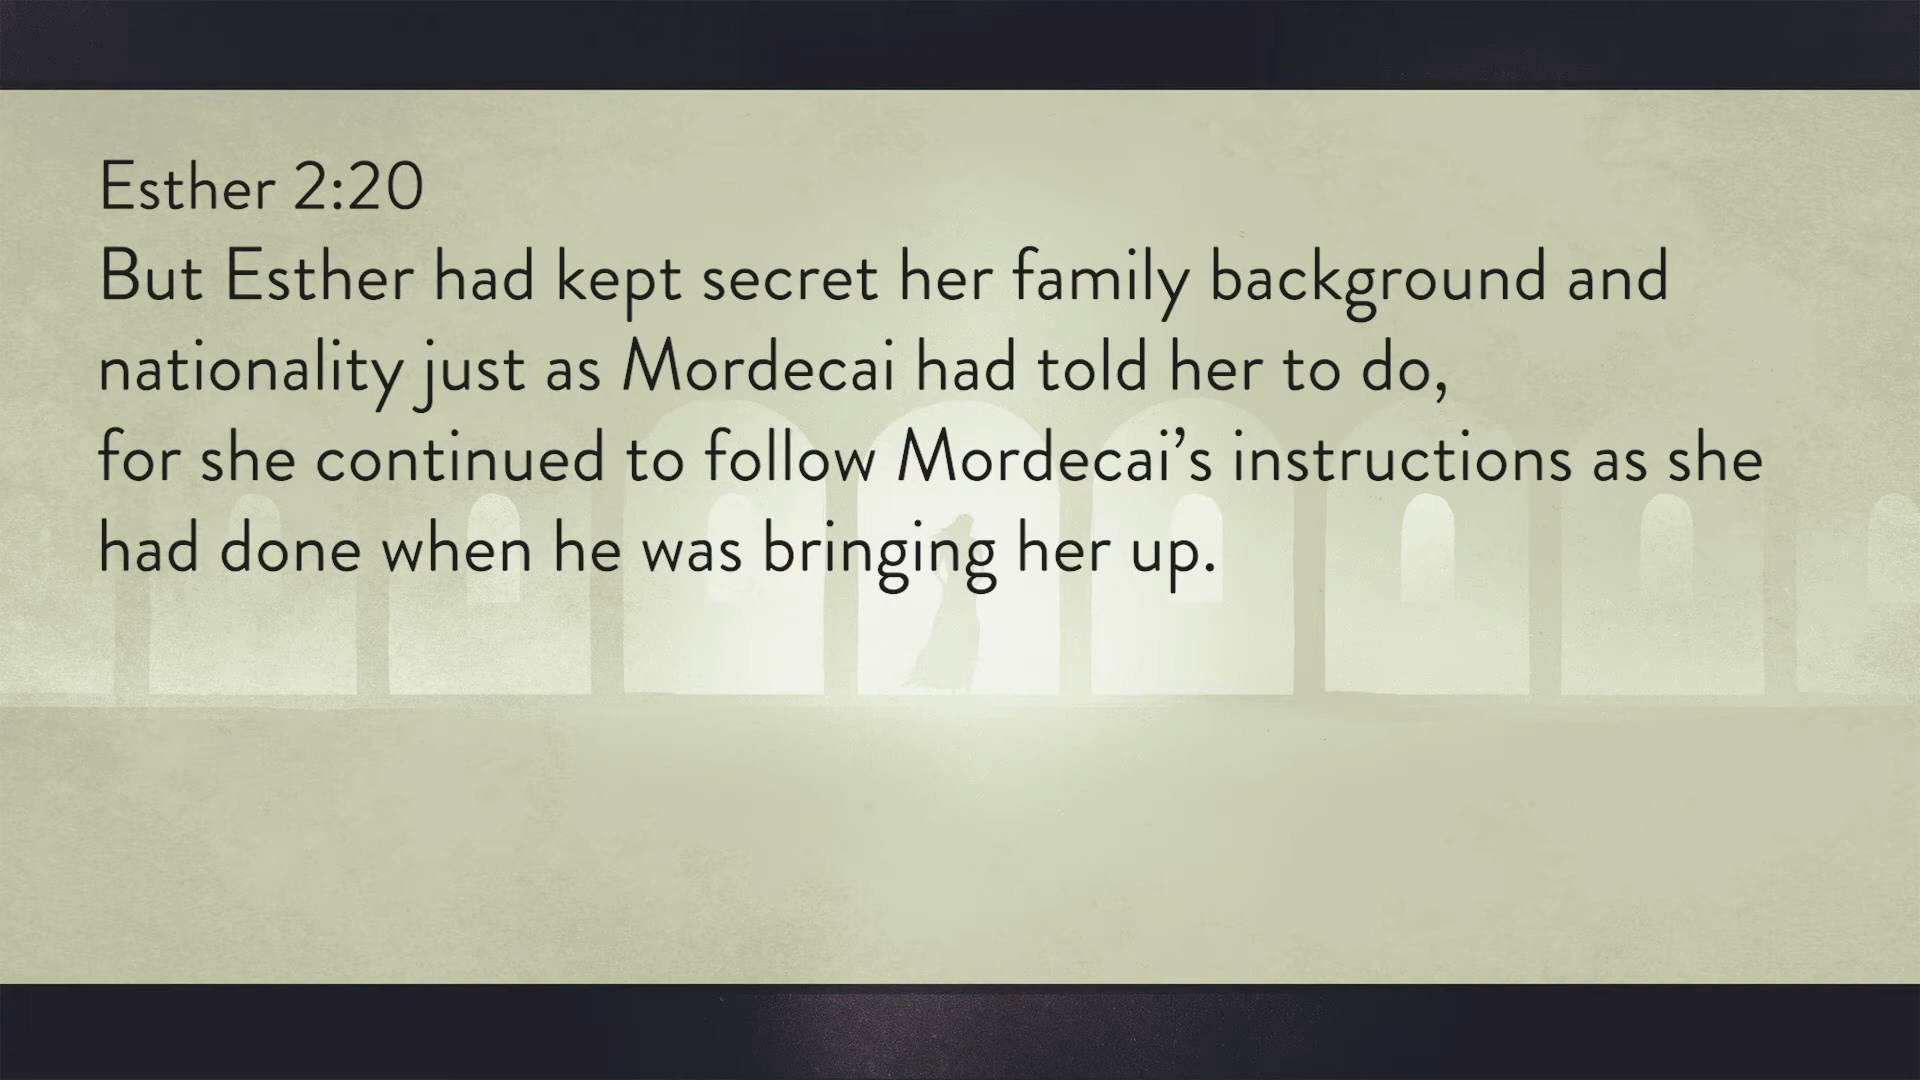 Esther 2:20
But Esther had kept secret her family background and
nationality just as Mordecai had told her to do,
for she continued to follow Mordecai’s instructions as she
had done when he was bringing her up.